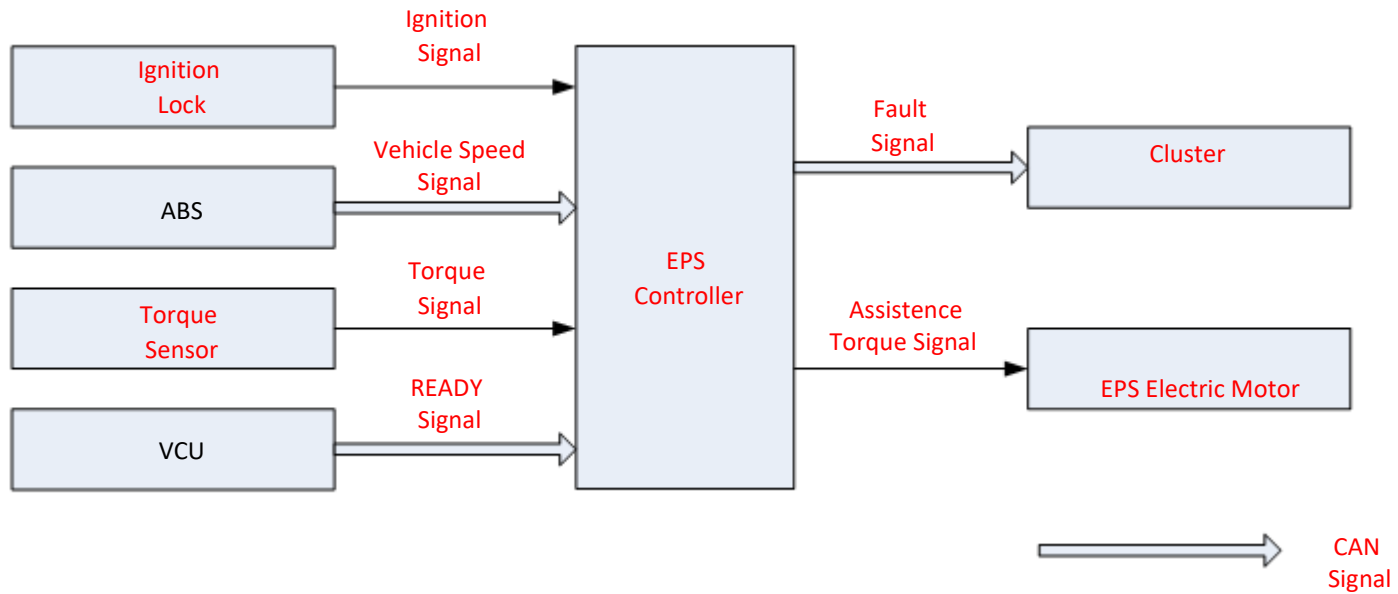 Ignition
Signal
Ignition
Lock
Vehicle Speed
Signal
ABS
Torque
Signal
Torque
Sensor
READY
Signal
VCU
EPS
Controller
Fault
Signal
Cluster
Assistence
Torque Signal
EPS Electric Motor
CAN
Signal